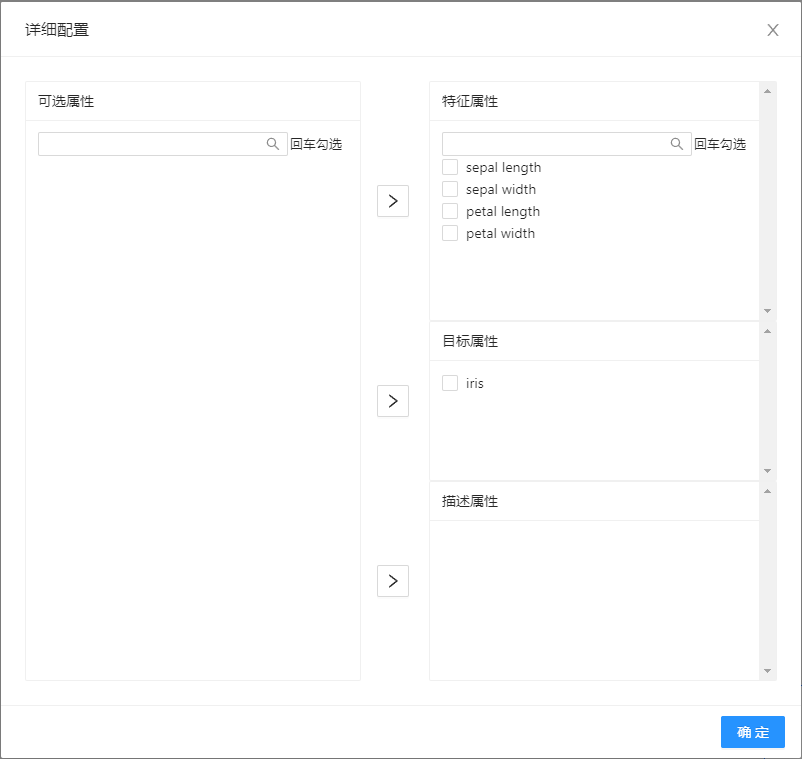 详细配置
可选属性
回车勾选
特征属性
回车勾选
sepal length
sepal width
petal length
petal width
目标属性
iris
描述属性
确 定